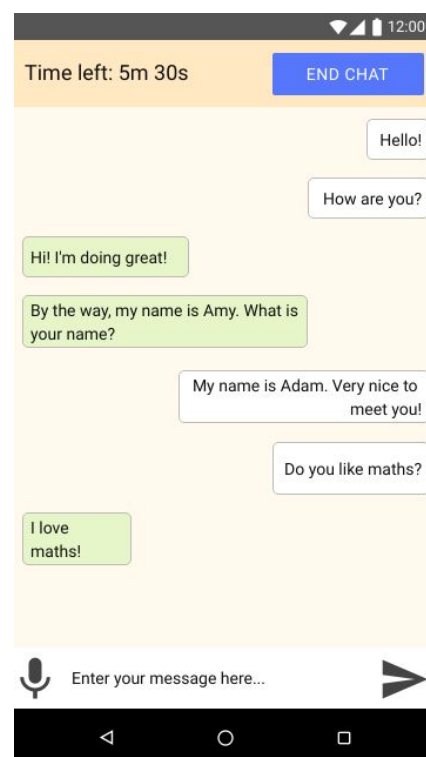 12:00
Time left: 5m 30s
END CHAT
Hello!
How are you?
Hi! I'm doing great!
By the way, my name is Amy. What is
your name?
My name is Adam. Very nice to
meet you!
Do you like maths?
I love
maths!
Enter your message here...